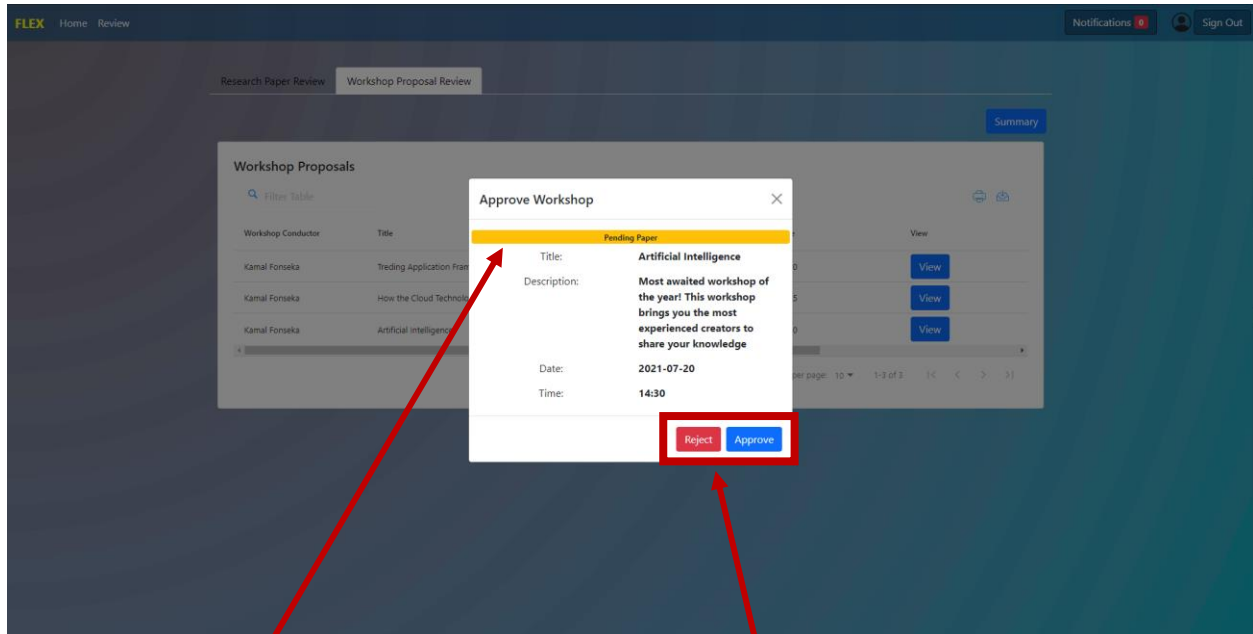 FLEX Home Review Notifications 0 Sign Out
Research Paper Review Workshop Proposal Review
Summary
Workshop Proposals
Filter Table
Approve Workshop
Workshop Conductor Title View
Pending Paper
Title: Artificial Intelligence
Kamal Fonseka Treding Application Fram 0 View
Description: Most awaited workshop of
the year! This workshop
brings you the most
experienced creators to
share your knowledge
Kamal Fonseka How the Cloud Technolo 5 View
Kamal Fonseka Artificial Intelligence 0 View
Date: 2021-07-20
per page: 10 1-3 of 3
Time: 14:30
Reject Approve